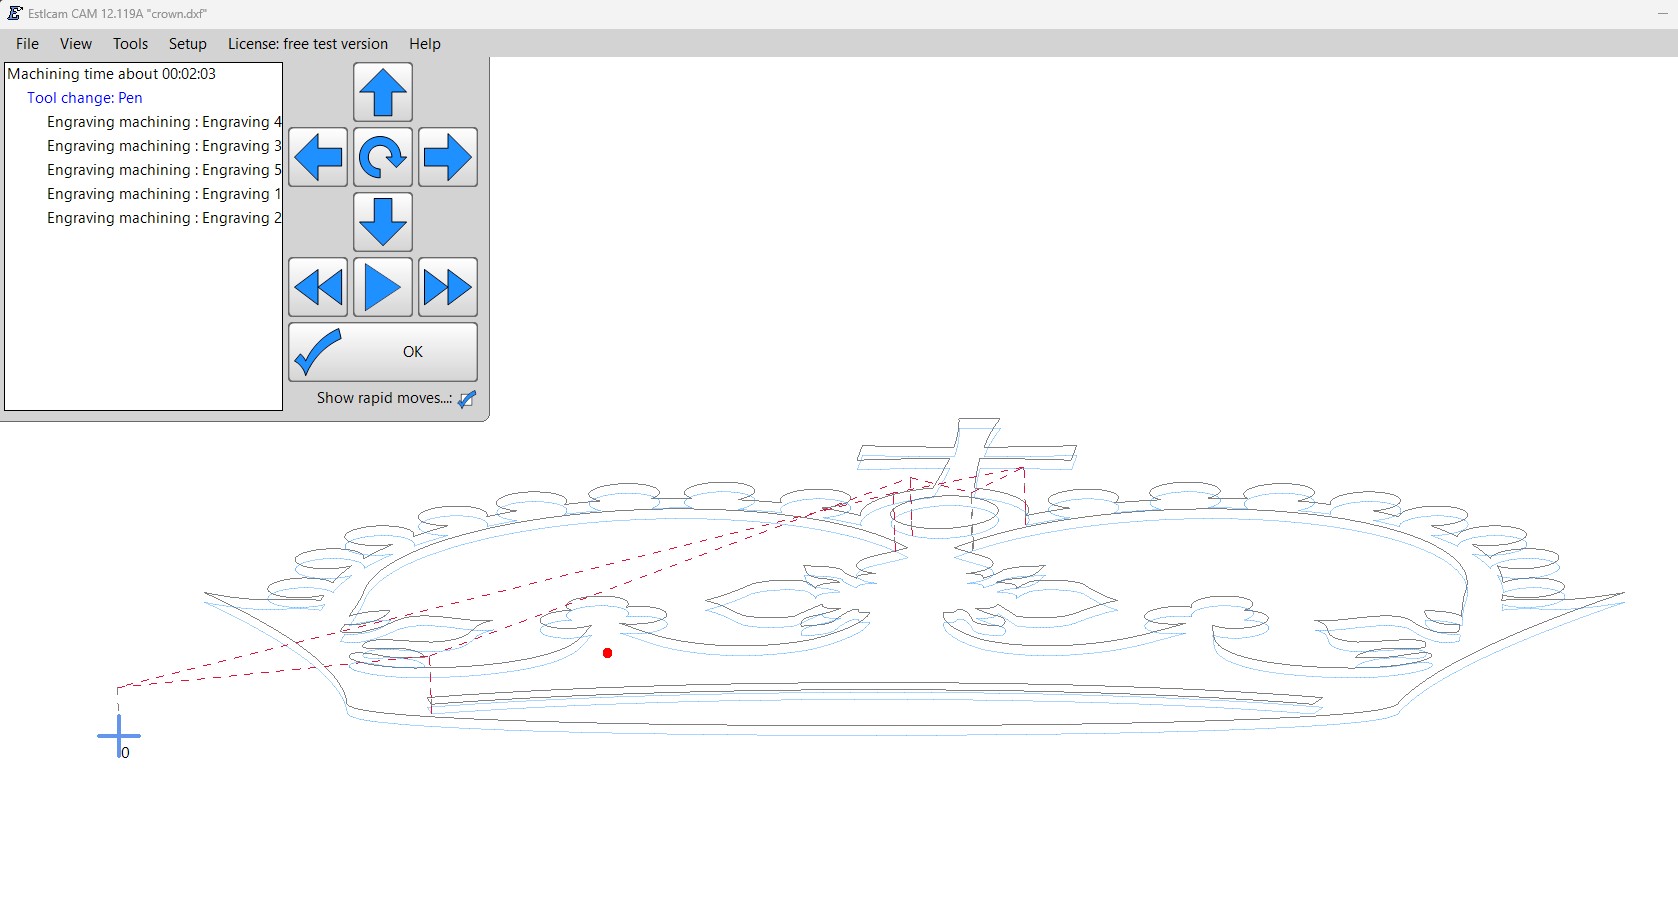 Estlcam CAM 12.119A "crown.dxf"
File View Tools Setup License: free test version Help
Machining time about 00:02:03
Tool change: Pen
Engraving machining : Engraving 4
Engraving machining : Engraving 3
Engraving machining : Engraving 5
Engraving machining : Engraving 1
Engraving machining : Engraving 2
OK
Show rapid moves...:
0